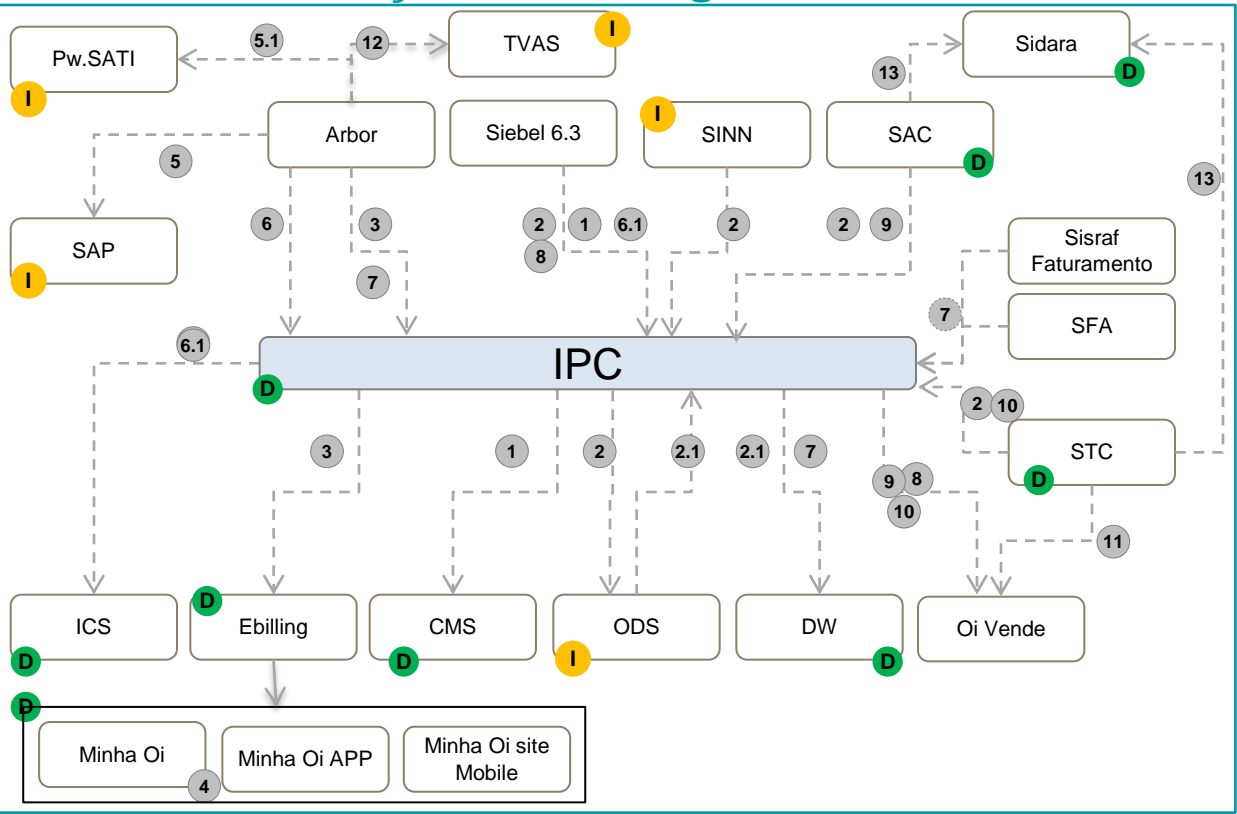 Pw.SATI
I
5.1
12
TVAS
I
Sidara
D
13
Arbor
Siebel 6.3
I
SINN
SAC
D
5
13
SAP
I
6
3
7
2
1
6.1
8
2
2
9
Sisraf
Faturamento
7
SFA
6.1
IPC
D
2
10
STC
D
3
1
2
2.1
2.1
7
9
8
10
11
ICS
D
D
Ebilling
CMS
D
ODS
I
DW
D
Oi Vende
D
Minha Oi
4
Minha Oi APP
Minha Oi site
Mobile